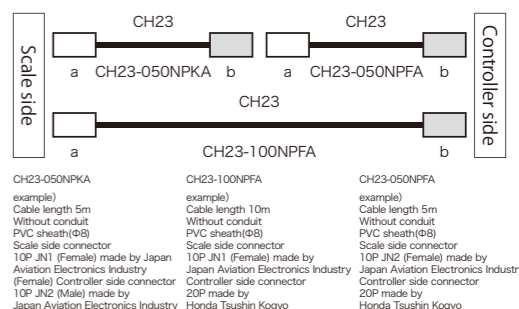 CH23
CH23
Scale side
Controller side
a
CH23-050NPKA
b
a
CH23-050NPFA
b
CH23
a
CH23-100NPFA
b
CH23-050NPKA
example)
Cable length 5m
Without conduit
PVC sheath(Φ8)
Scale side connector
10P JN1 (Female) made by Japan
Aviation Electronics Industry
(Female) Controller side connector
10P JN2 (Male) made by
Japan Aviation Electronics Industry
CH23-100NPFA
example)
Cable length 10m
Without conduit
PVC sheath(Φ8)
Scale side connector
10P JN1 (Female) made by
Japan Aviation Electronics Industry
Controller side connector
20P made by
Honda Tsushin Kogyo
CH23-050NPFA
example)
Cable length 5m
Without conduit
PVC sheath(Φ8)
Scale side connector
10P JN2 (Female) made by
Japan Aviation Electronics Industr
Controller side connector
20P made by
Honda Tsushin Kogyo